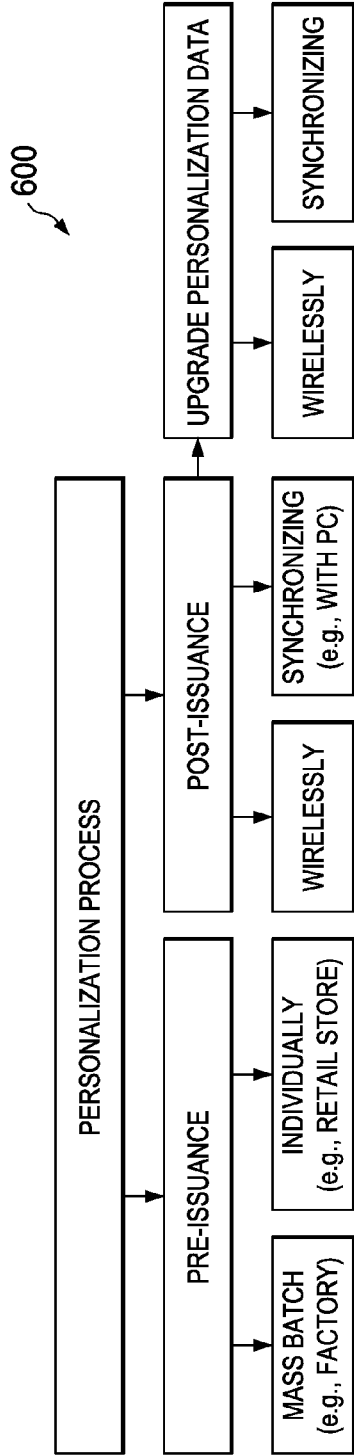 600
PERSONALIZATION PROCESS
PRE-ISSUANCE
POST-ISSUANCE
UPGRADE PERSONALIZATION DATA
MASS BATCH
(e.g., FACTORY)
INDIVIDUALLY
(e.g., RETAIL STORE)
WIRELESSLY
SYNCHRONIZING
(e.g., WITH PC)
WIRELESSLY
SYNCHRONIZING